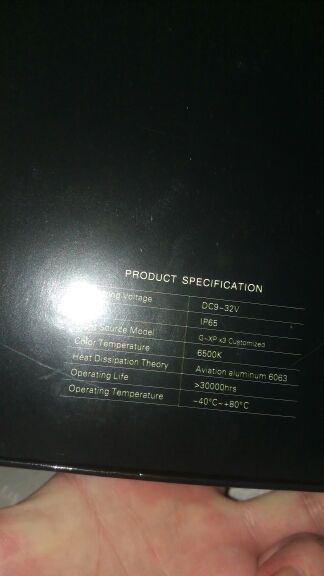 PRODUCT SPECIFICATION
Voltage DC9~32V
IP65
Source Model G-XP x3 Customized
Color Temperature 6500K
Heat Dissipation Theory Aviation aluminum 6063
Operating Life >30000hrs
Operating Temperature -40°C~+80°C